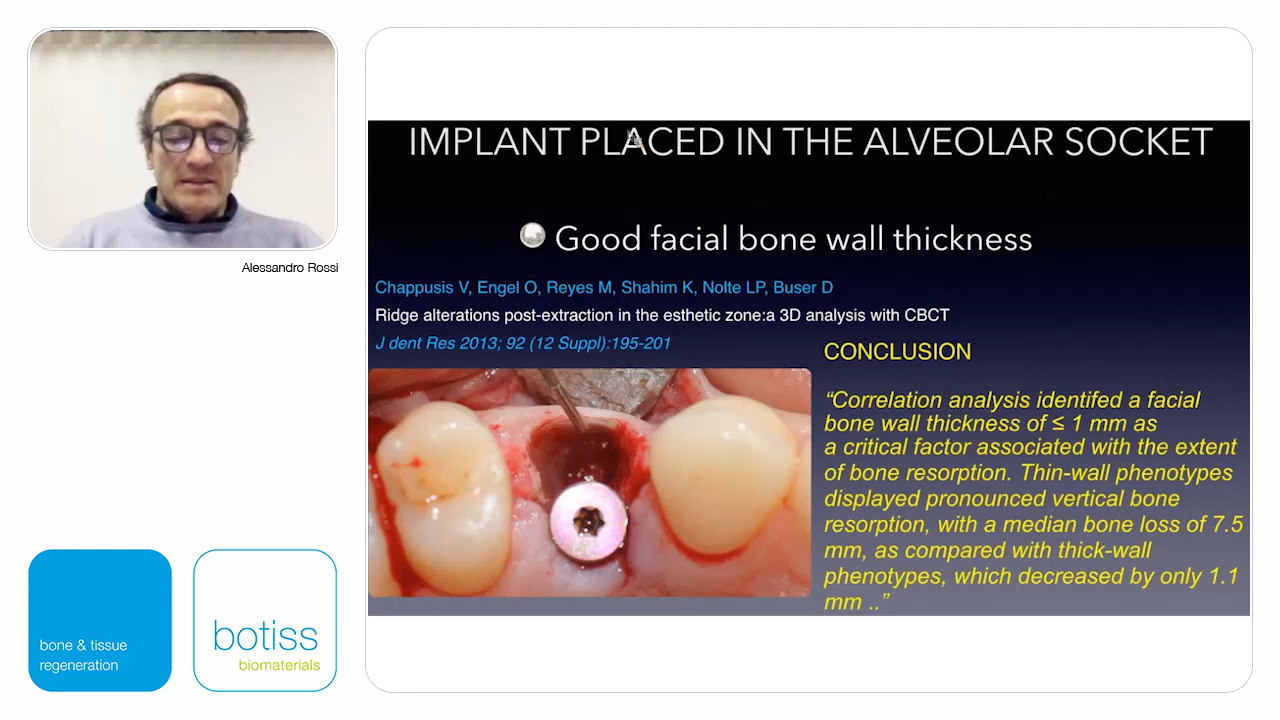 Alessandro Rossi
IMPLANT PLACED IN THE ALVEOLAR SOCKET
Good facial bone wall thickness
Chappusis V, Engel O, Reyes M, Shahim K, Nolte LP, Buser D
Ridge alterations post-extraction in the esthetic zone:a 3D analysis with CBCT
J dent Res 2013; 92 (12 Suppl):195-201
CONCLUSION
“Correlation analysis identifed a facial
bone wall thickness of ≤ 1 mm as
a critical factor associated with the extent
of bone resorption. Thin-wall phenotypes
displayed pronounced vertical bone
resorption, with a median bone loss of 7.5
mm, as compared with thick-wall
phenotypes, which decreased by only 1.1
mm ..”
bone & tissue
regeneration
botiss
biomaterials